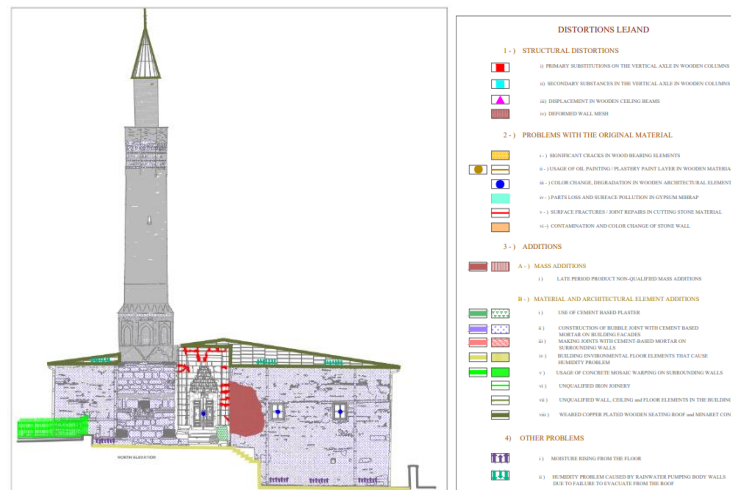 NORTH ELEVATION
DISTORTIONS LEJAND
1 - ) STRUCTURAL DISTORTIONS
i) PRIMARY SUBSTITUTIONS ON THE VERTICAL AXLE IN WOODEN COLUMNS
ii) SECONDARY SUBSTANCES IN THE VERTICAL AXLE IN WOODEN COLUMNS
iii) DISPLACEMENT IN WOODEN CEILING BEAMS
iv) DEFORMED WALL MESH
2 - ) PROBLEMS WITH THE ORIGINAL MATERIAL
i - ) SIGNIFICANT CRACKS IN WOOD BEARING ELEMENTS
ii - ) USAGE OF OIL PAINTING / PLASTERY PAINT LAYER IN WOODEN MATERIA
iii - ) COLOR CHANGE, DEGRADATION IN WOODEN ARCHITECTURAL ELEMENT
iv - ) PARTS LOSS AND SURFACE POLLUTION IN GYPSUM MIHRAP
v - ) SURFACE FRACTURES / JOINT REPAIRS IN CUTTING STONE MATERIAL
vi -) CONTAMINATION AND COLOR CHANGE OF STONE WALL
3 - ) ADDITIONS
A - ) MASS ADDITIONS
i ) LATE PERIOD PRODUCT NON-QUALIFIED MASS ADDITIONS
B - ) MATERIAL AND ARCHITECTURAL ELEMENT ADDITIONS
i ) USE OF CEMENT BASED PLASTER
ii ) CONSTRUCTION OF BUBBLE JOINT WITH CEMENT BASED
MORTAR ON BUILDING FACADES
iii ) MAKING JOINTS WITH CEMENT-BASED MORTAR ON
SURROUNDING WALLS
iv ) BUILDING ENVIRONMENTAL FLOOR ELEMENTS THAT CAUSE
HUMIDITY PROBLEM
v ) USAGE OF CONCRETE MOSAIC WARPING ON SURROUNDING WALLS
vi ) UNQUALIFIED IRON JOINERY
vii ) UNQUALIFIED WALL, CEILING and FLOOR ELEMENTS IN THE BUILDING
viii ) WEARED COPPER PLATED WOODEN SEATING ROOF and MINARET CON
4) OTHER PROBLEMS
i ) MOISTURE RISING FROM THE FLOOR
ii ) HUMIDITY PROBLEM CAUSED BY RAINWATER PUMPING BODY WALLS
DUE TO FAILURE TO EVACUATE FROM THE ROOF